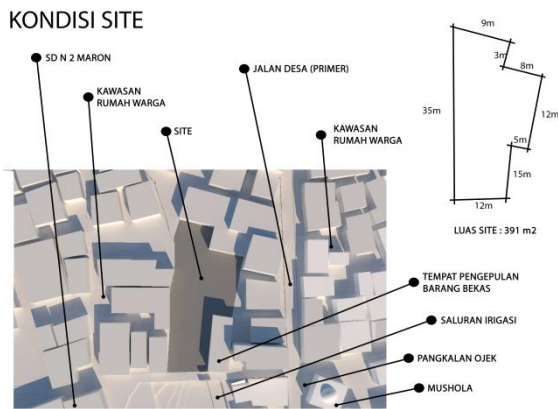 KONDISI SITE
SD N 2 MARON
KAWASAN
RUMAH WARGA
SITE
JALAN DESA (PRIMER)
KAWASAN
RUMAH WARGA
9m
3m
8m
35m
12m
5m
15m
12m
LUAS SITE : 391 m2
TEMPAT PENGEPULAN
BARANG BEKAS
SALURAN IRIGASI
PANGKALAN OJEK
MUSHOLA